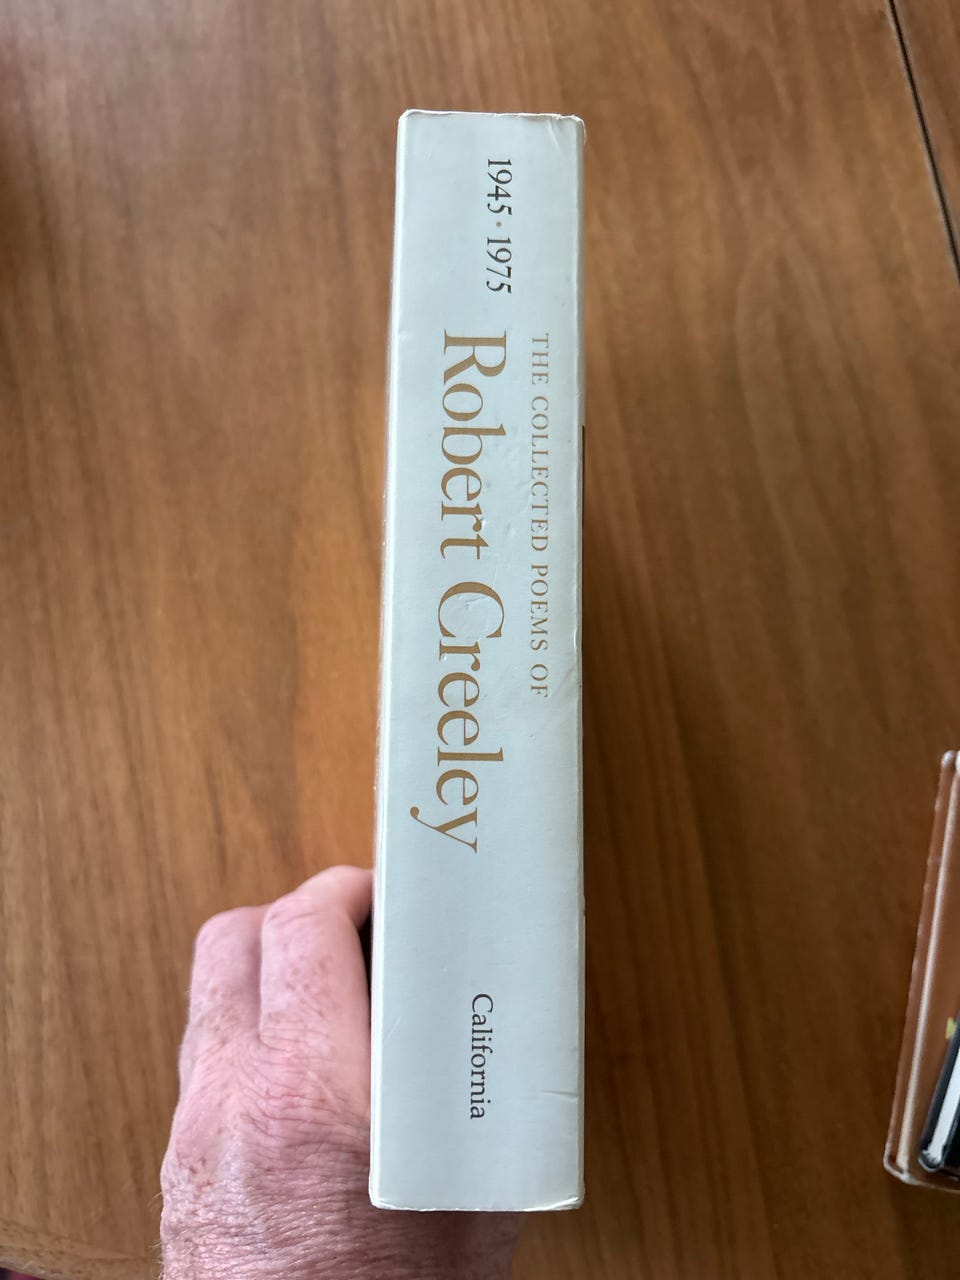 1945 · 1975
THE COLLECTED POEMS OF
Robert Creeley
California